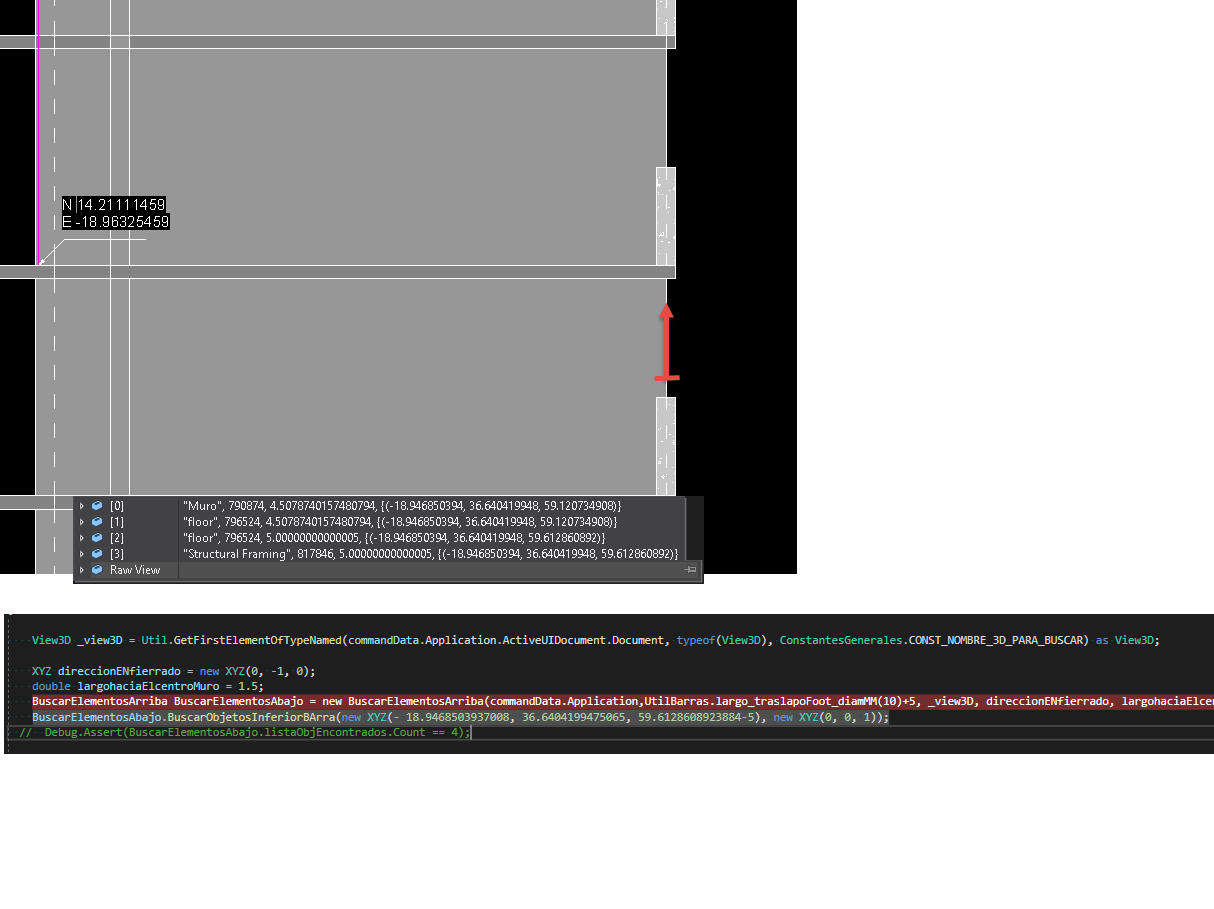 N 14.21111459
E -18.96325459
[0] "Muro", 790874, 4.5078740157480794, {(-18.946850394, 36.640419948, 59.120734908)}
[1] "floor", 796524, 4.5078740157480794, {(-18.946850394, 36.640419948, 59.120734908)}
[2] "floor", 796524, 5.00000000000005, {(-18.946850394, 36.640419948, 59.612860892)}
[3] "Structural Framing", 817846, 5.00000000000005, {(-18.946850394, 36.640419948, 59.612860892)}
Raw View
View3D _view3D = Util.GetFirstElementOfTypeNamed(commandData.Application.ActiveUIDocument.Document, typeof(View3D), ConstantesGenerales.CONST_NOMBRE_3D_PARA_BUSCAR) as View3D;
XYZ direccionENfierrado = new XYZ(0, -1, 0);
double largohaciaElcentroMuro = 1.5;
BuscarElementosArriba BuscarElementosAbajo = new BuscarElementosArriba(commandData.Application,UtilBarras.largo_traslapoFoot_diamMM(10)+5, _view3D, direccionENfierrado, largohaciaElce
BuscarElementosAbajo.BuscarObjetosInferiorBArra(new XYZ(- 18.9468503937008, 36.6404199475065, 59.6128608923884-5), new XYZ(0, 0, 1));
// Debug.Assert(BuscarElementosAbajo.listaObjEncontrados.Count == 4);